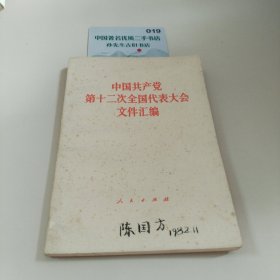 019
中国著名优质二手书店
孙先生古旧书店
中国共产党
第十二次全国代表大会
文件汇编
人民出版社
陈国方 1982.11